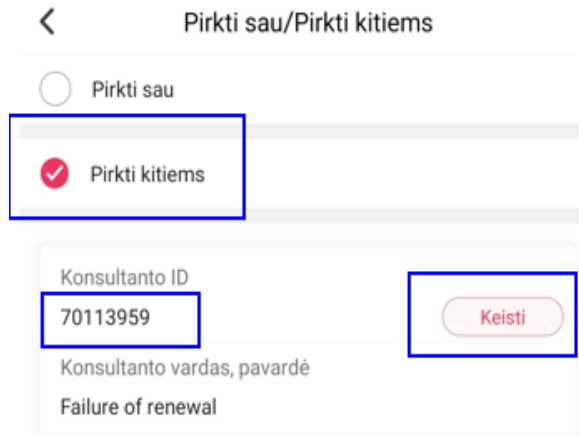 Pirkti sau/Pirkti kitiems
Pirkti sau
Pirkti kitiems
Konsultanto ID
70113959
Keisti
Konsultanto vardas, pavardė
Failure of renewal